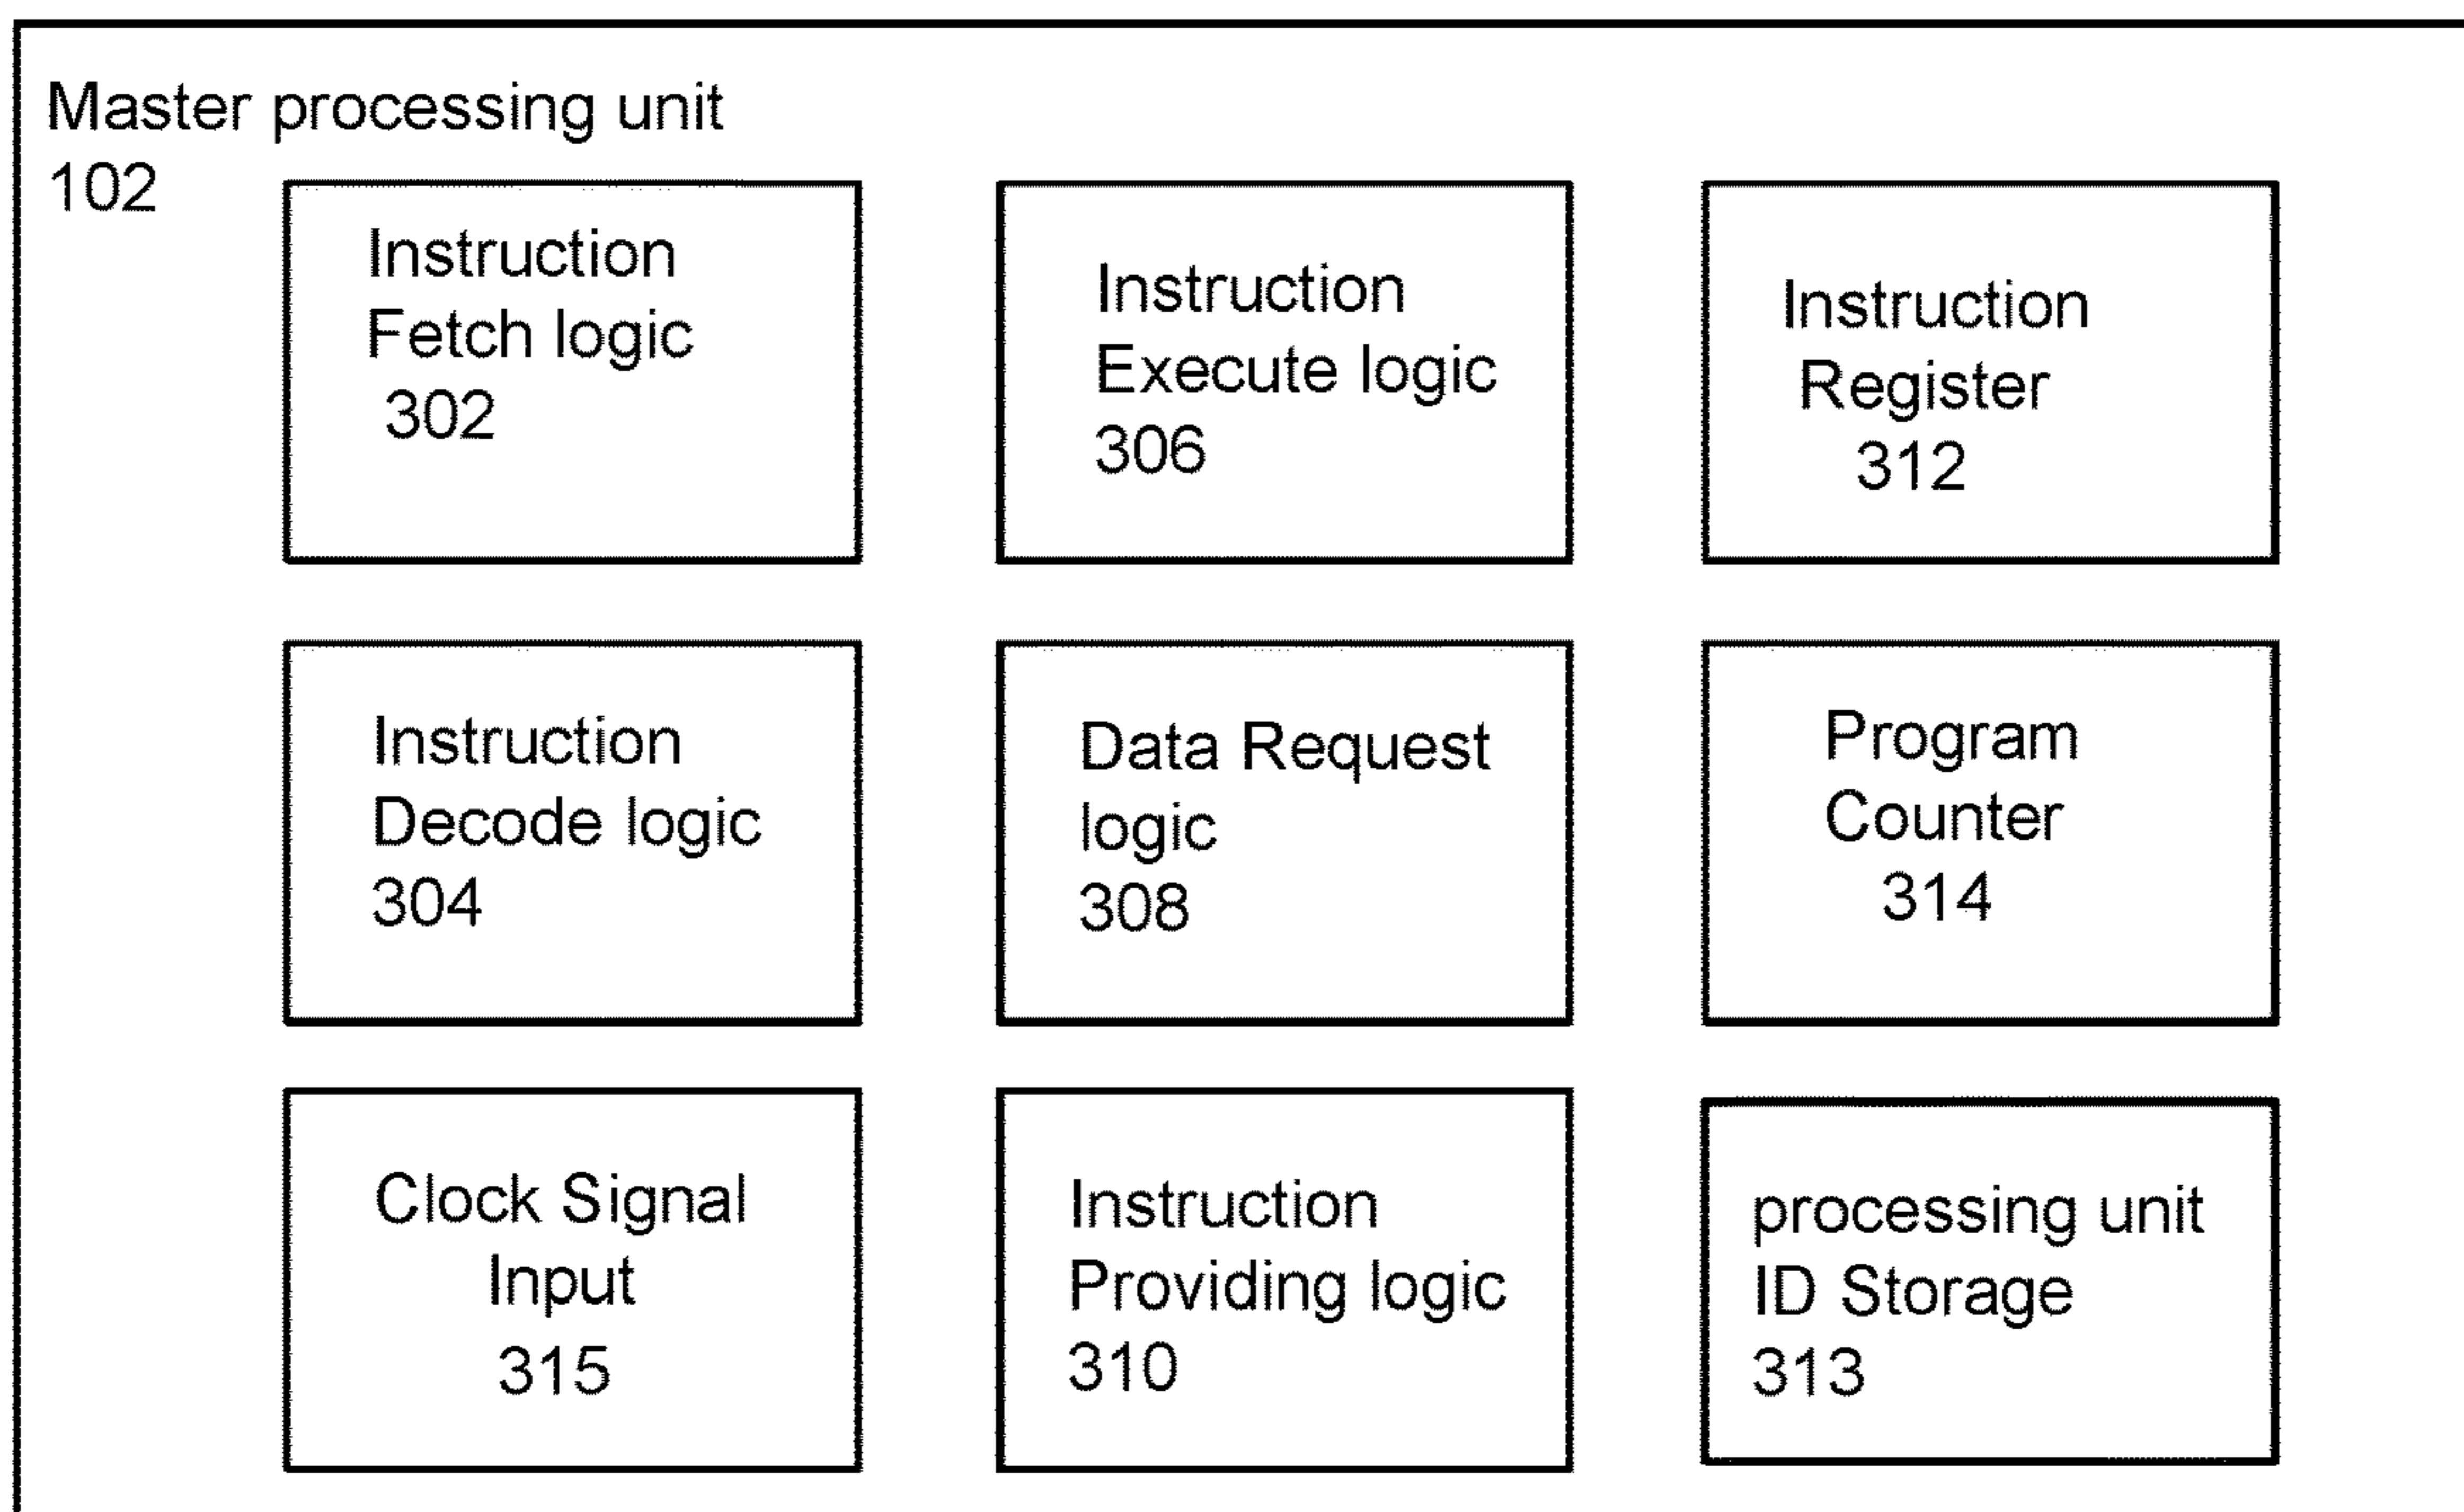 Master processing unit
102
Instruction
Fetch logic
302
Instruction
Execute logic
306
Instruction
Register
312
Instruction
Decode logic
304
Data Request
logic
308
Program
Counter
314
Clock Signal
Input
315
Instruction
Providing logic
310
processing unit
ID Storage
313